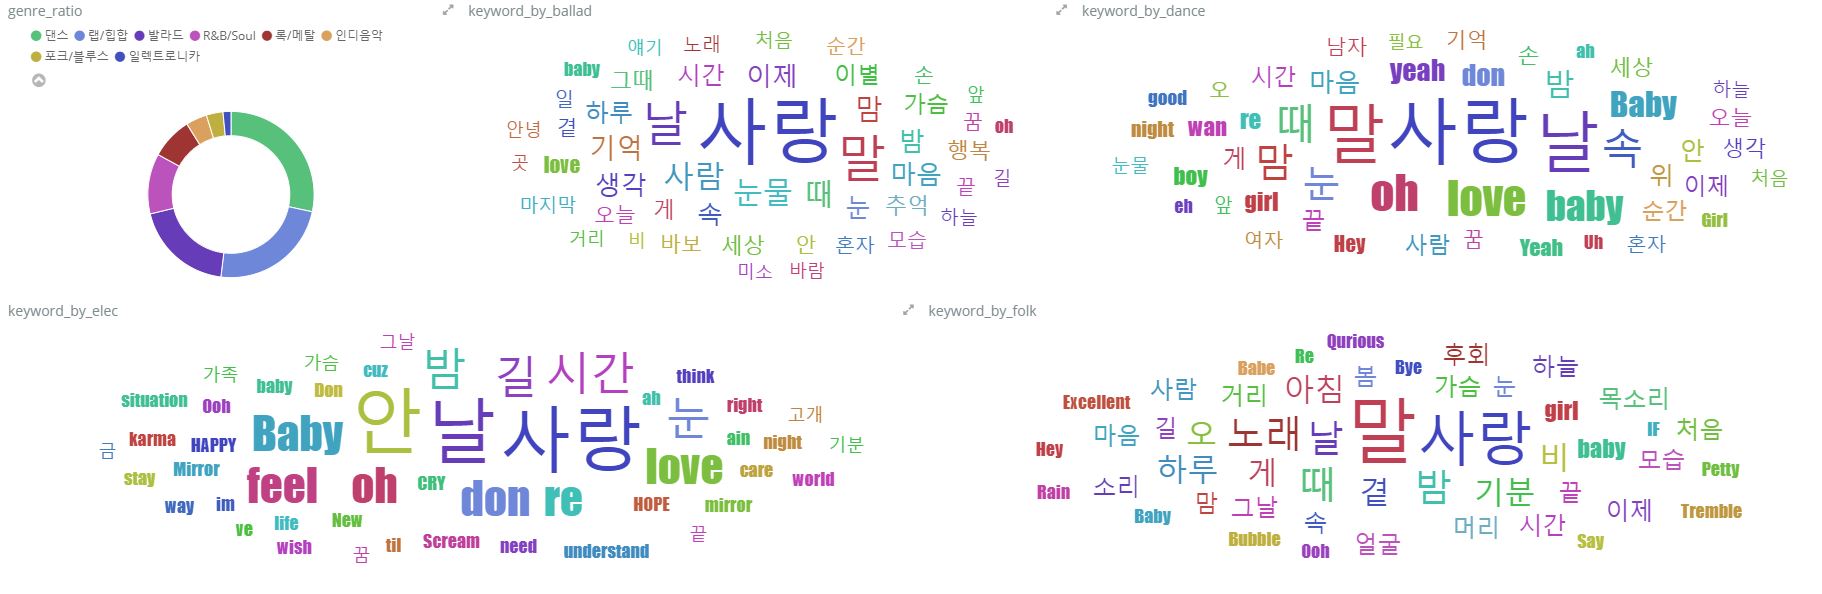 genre_ratio
댄스 랩/힙합 발라드 R&B/Soul 록/메탈 인디음악
포크/블루스 일렉트로니카
keyword_by_ballad
얘기 노래 처음 순간
baby 그때 시간 이제 이별 손
일 하루 날 사랑 맘 가슴 앞
안녕 곁 꿈 oh
기억 말 밤 행복
곳 love
생각 사람 눈물 때 마음 끝 길
마지막 오늘 게 속 눈 추억 하늘
거리 비 바보 세상 안 혼자 모습
미소 바람
keyword_by_dance
남자 필요 기억 손 ah
오 시간 마음 yeah don 밤 세상 하늘
good Baby 오늘
night wan re 때 말 사랑 날 속 안 생각
눈물 게 맘
boy 눈 위 이제 처음
eh 앞 girl 끝 oh love baby 순간 Girl
여자 Hey 사람 꿈 Yeah Uh 혼자
keyword_by_elec
그날
가족 가슴 cuz 밤 길 시간 think
baby Don
situation Ooh 안 날 사랑 ah 눈 right 고개
karma HAPPY Baby ain night 기분
금
stay Mirror feel oh CRY love care world
way im don re HOPE mirror
ve life New
wish 꿈 til Scream need understand 끝
keyword_by_folk
Qurious
Babe Re 후회 하늘
봄 Bye
사람 거리 아침 가슴 눈 목소리
Excellent girl
마음 길 오 노래 날 말 사랑 IF 처음
Hey 비 baby
하루 게 모습 Petty
Rain 소리 때 곁 밤 기분 끝
맘 그날 이제 Tremble
Baby 속 머리 시간
Bubble Ooh 얼굴 Say